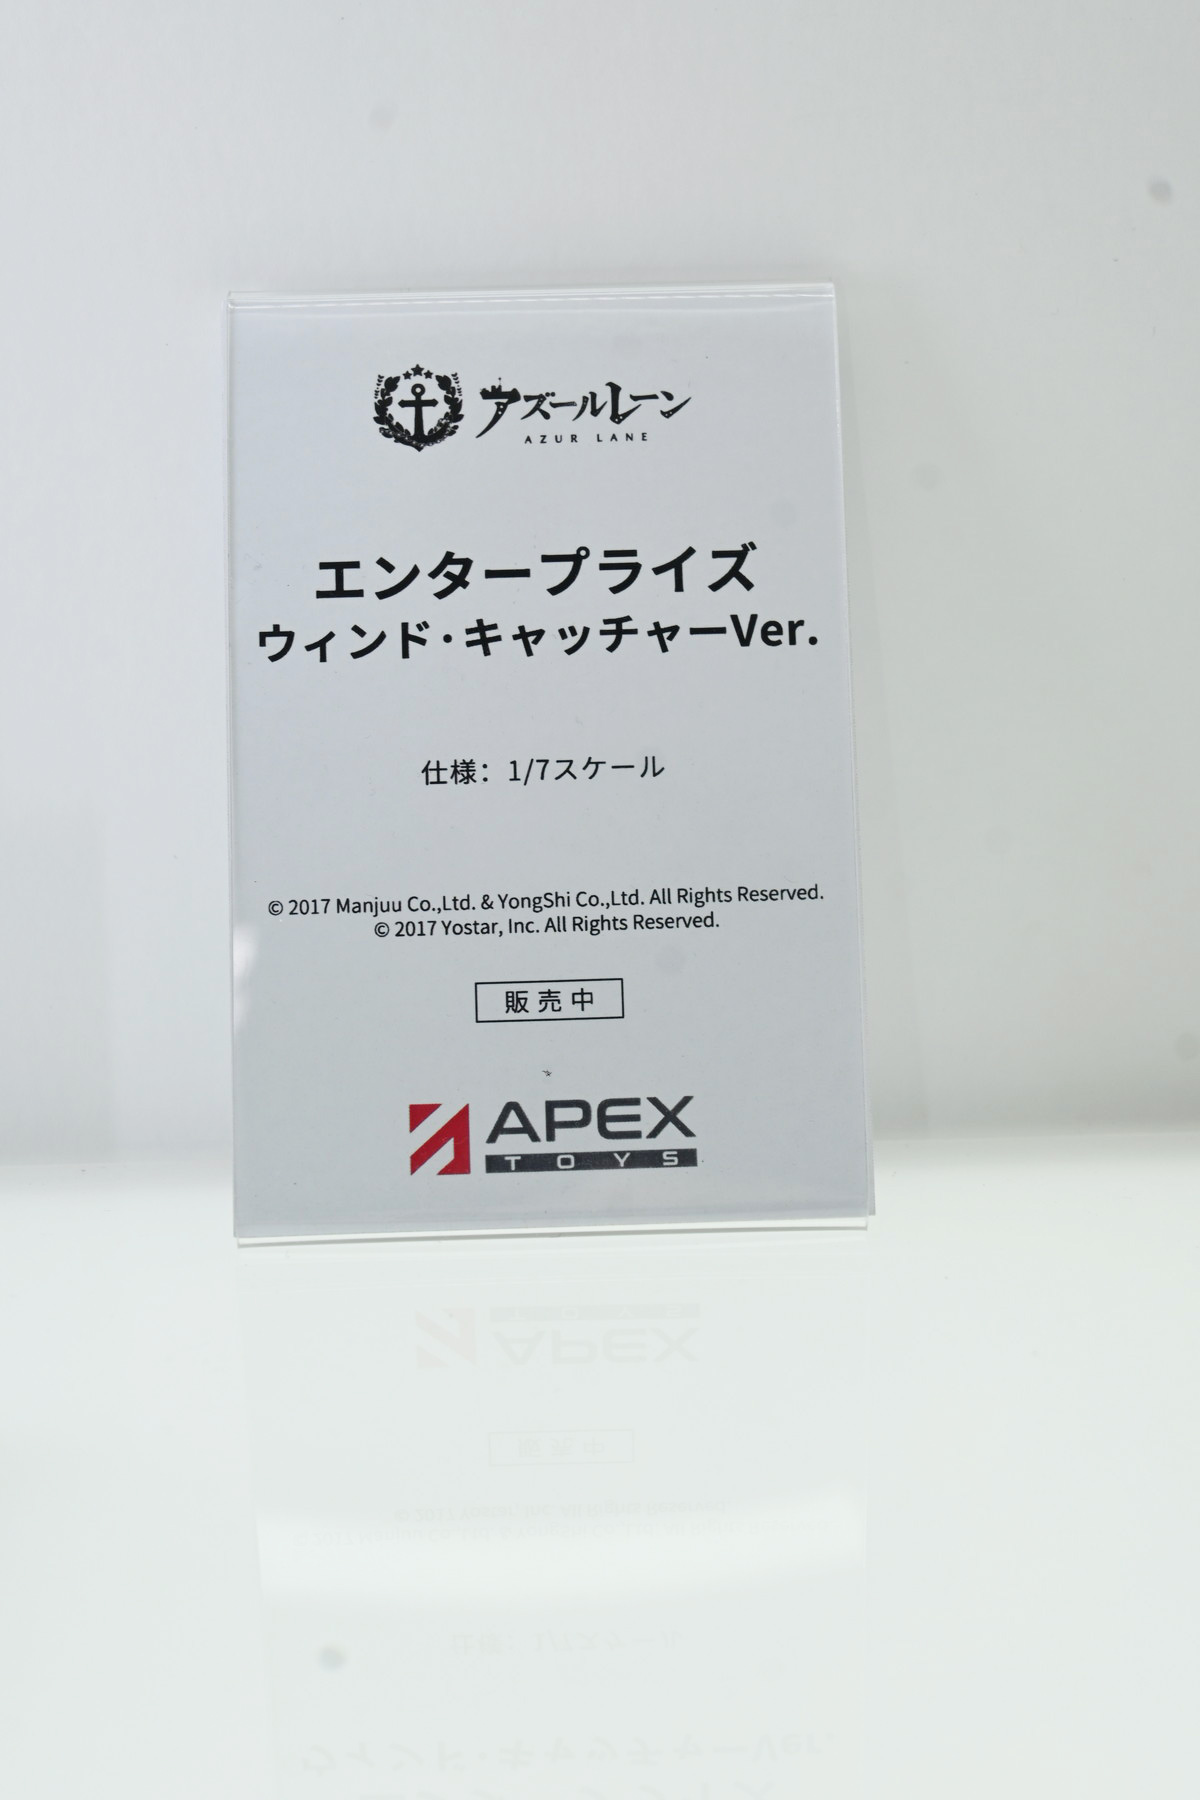 アズールレーン
AZUR LANE
エンタープライズ
ウィンド・キャッチャーVer.
仕様：1/7スケール
© 2017 Manjuu Co.,Ltd. & YongShi Co.,Ltd. All Rights Reserved.
© 2017 Yostar, Inc. All Rights Reserved.
販売中
APEX
TOYS